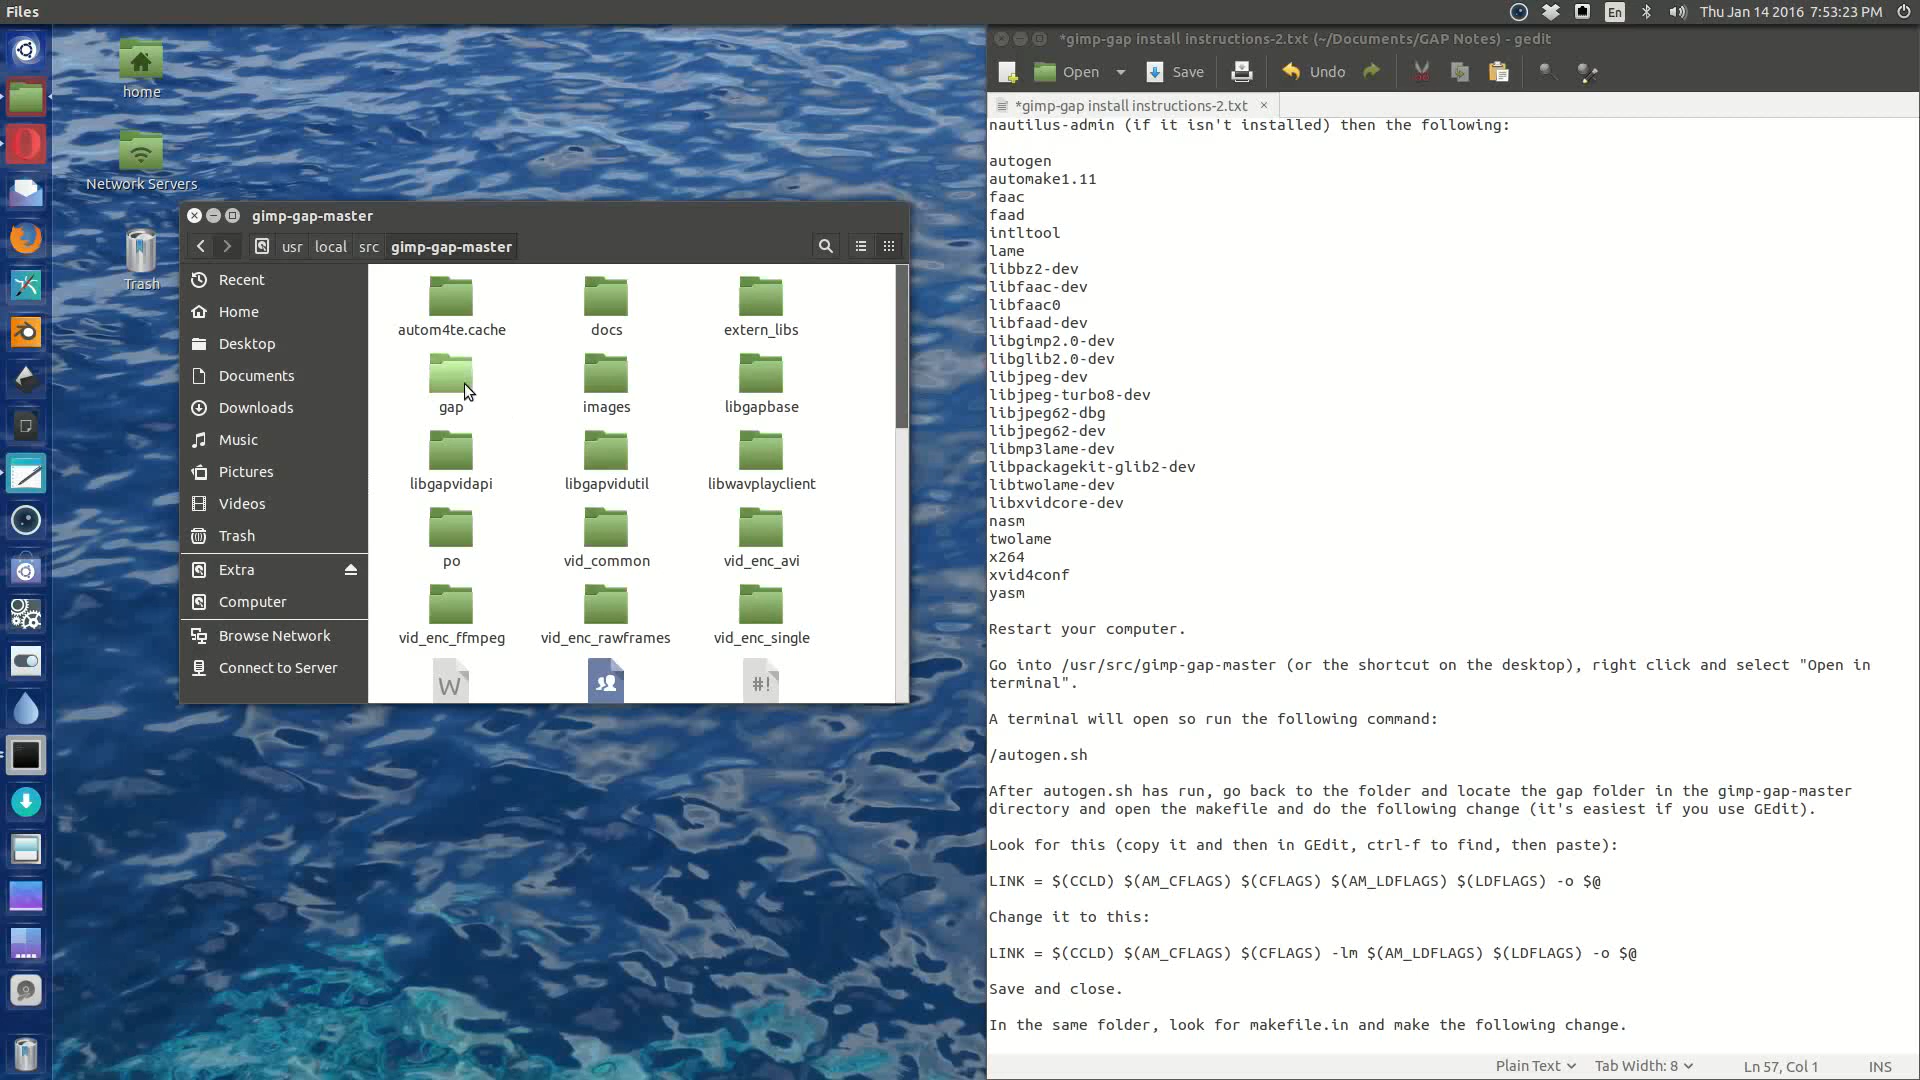 Files
En
Thu Jan 14 2016 7:53:23 PM
home
Network Servers
Trash
gimp-gap-master
usr
local
src
gimp-gap-master
Recent
Home
Desktop
Documents
Downloads
Music
Pictures
Videos
Trash
Extra
Computer
Browse Network
Connect to Server
autom4te.cache
docs
extern_libs
gap
images
libgapbase
libgapvidapi
libgapvidutil
libwavplayclient
po
vid_common
vid_enc_avi
vid_enc_ffmpeg
vid_enc_rawframes
vid_enc_single
W
#!
*gimp-gap install instructions-2.txt (~/Documents/GAP Notes) - gedit
Open
Save
Undo
*gimp-gap install instructions-2.txt ×
nautilus-admin (if it isn't installed) then the following:
autogen
automake1.11
faac
faad
intltool
lame
libbz2-dev
libfaac-dev
libfaac0
libfaad-dev
libgimp2.0-dev
libglib2.0-dev
libjpeg-dev
libjpeg-turbo8-dev
libjpeg62-dbg
libjpeg62-dev
libmp3lame-dev
libpackagekit-glib2-dev
libtwolame-dev
libxvidcore-dev
nasm
twolame
x264
xvid4conf
yasm
Restart your computer.
Go into /usr/src/gimp-gap-master (or the shortcut on the desktop), right click and select "Open in
terminal".
A terminal will open so run the following command:
/autogen.sh
After autogen.sh has run, go back to the folder and locate the gap folder in the gimp-gap-master
directory and open the makefile and do the following change (it's easiest if you use GEdit).
Look for this (copy it and then in GEdit, ctrl-f to find, then paste):
LINK = $(CCLD) $(AM_CFLAGS) $(CFLAGS) $(AM_LDFLAGS) $(LDFLAGS) -o $@
Change it to this:
LINK = $(CCLD) $(AM_CFLAGS) $(CFLAGS) -lm $(AM_LDFLAGS) $(LDFLAGS) -o $@
Save and close.
In the same folder, look for makefile.in and make the following change.
Plain Text
Tab Width: 8
Ln 57, Col 1
INS